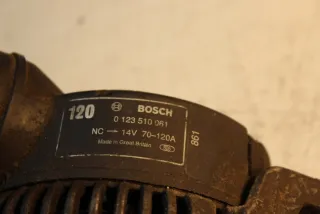 120 BOSCH
0 123 510 061
NC → 14V 70-120A
Made in Great Britain
861